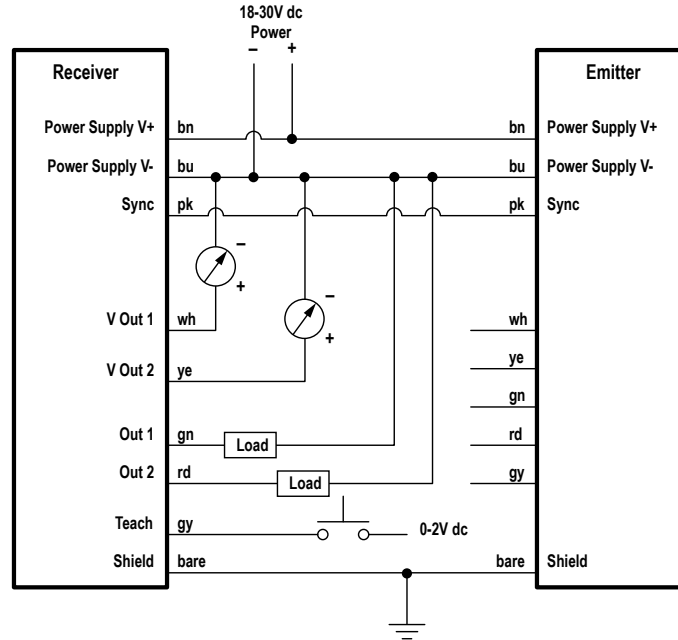 18-30V dc
Power
– +
Receiver
Emitter
Power Supply V+ bn
bn Power Supply V+
Power Supply V- bu
bu Power Supply V-
Sync pk
pk Sync
–
+
–
+
V Out 1 wh
wh
V Out 2 ye
ye
gn
Out 1 gn
Load
rd
Out 2 rd
Load
gy
Teach gy
0-2V dc
Shield bare
bare Shield